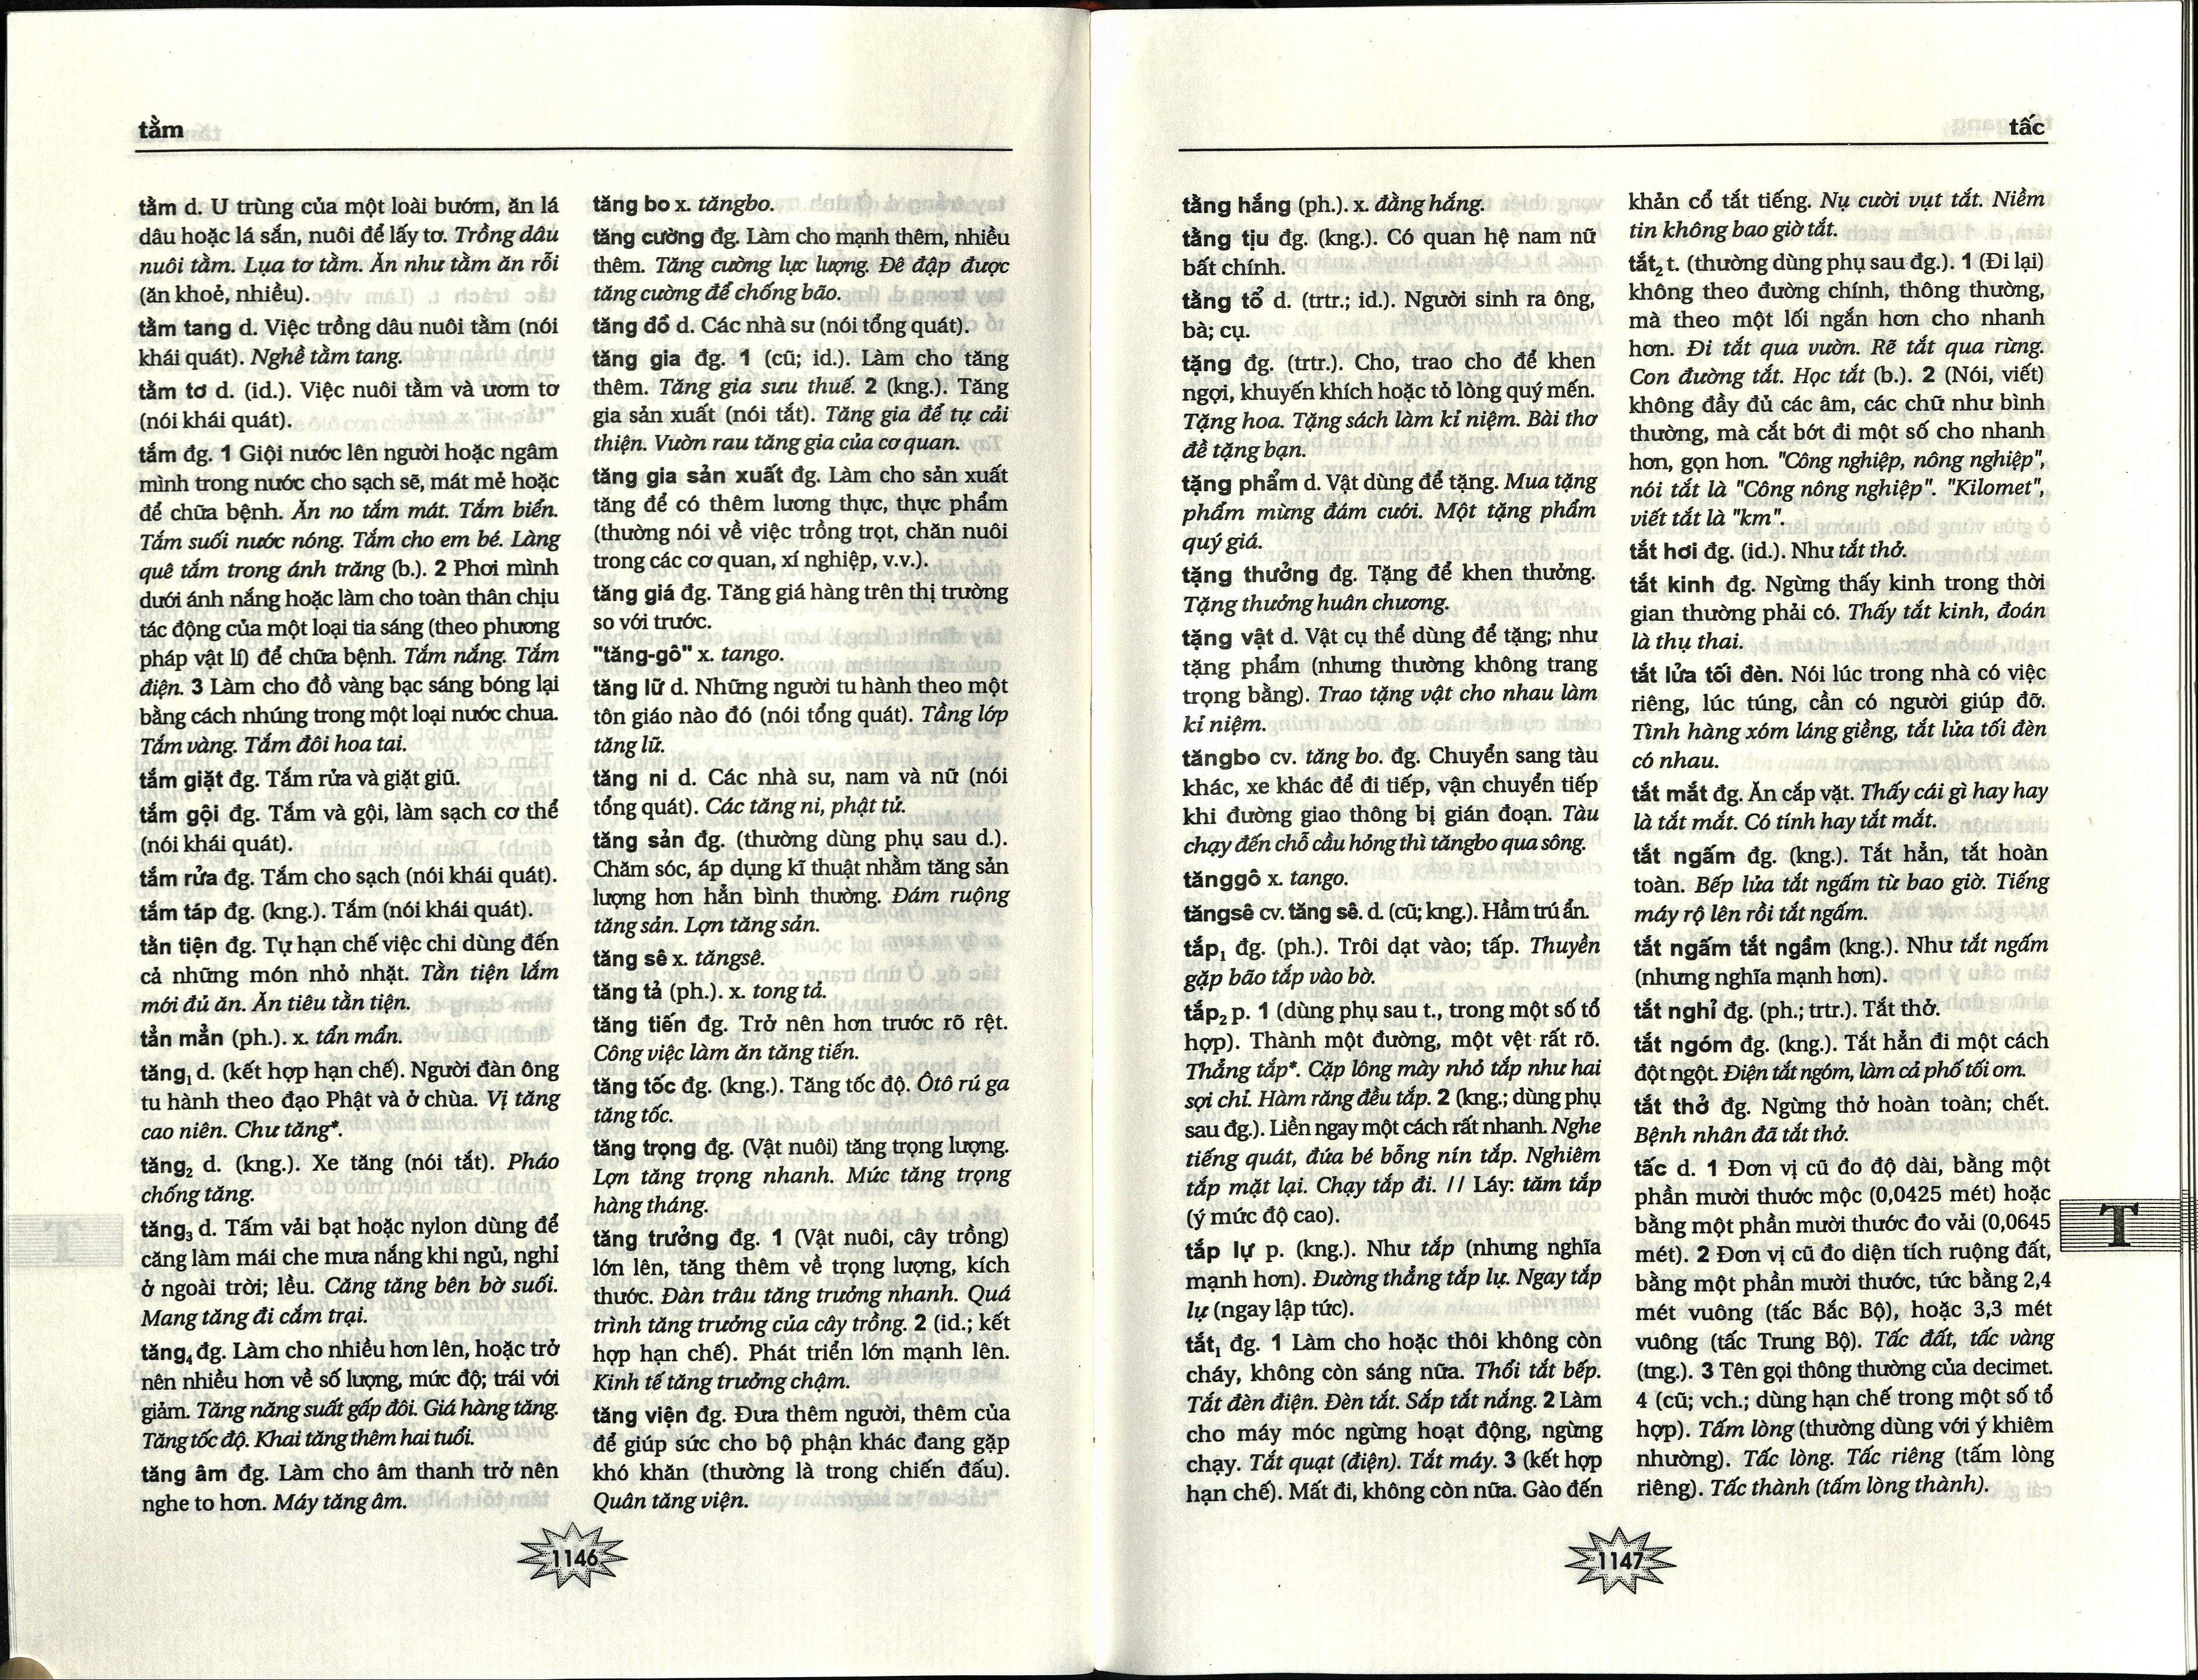 tằm
tằm d. U trùng của một loài bướm, ăn lá
dâu hoặc lá sắn, nuôi để lấy tơ. Trồng dâu
nuôi tằm. Lụa tơ tằm. Ăn như tằm ăn rỗi
(ăn khoẻ, nhiều).
tằm tang d. Việc trồng dâu nuôi tằm (nói
khái quát). Nghề tằm tang.
tằm tơ d. (id.). Việc nuôi tằm và ươm tơ
(nói khái quát).
tắm đg. 1 Giội nước lên người hoặc ngâm
mình trong nước cho sạch sẽ, mát mẻ hoặc
để chữa bệnh. Ăn no tắm mát. Tắm biển.
Tắm suối nước nóng. Tắm cho em bé. Làng
quê tắm trong ánh trăng (b.). 2 Phơi mình
dưới ánh nắng hoặc làm cho toàn thân chịu
tác động của một loại tia sáng (theo phương
pháp vật lí) để chữa bệnh. Tắm nắng. Tắm
điện. 3 Làm cho đồ vàng bạc sáng bóng lại
bằng cách nhúng trong một loại nước chua.
Tắm vàng. Tắm đôi hoa tai.
tắm giặt đg. Tắm rửa và giặt giũ.
tắm gội đg. Tắm và gội, làm sạch cơ thể
(nói khái quát).
tắm rửa đg. Tắm cho sạch (nói khái quát).
tắm táp đg. (kng.). Tắm (nói khái quát).
tằn tiện đg. Tự hạn chế việc chi dùng đến
cả những món nhỏ nhặt. Tằn tiện lắm
mới đủ ăn. Ăn tiêu tằn tiện.
tẳn mẳn (ph.). x. tẩn mẩn.
tăng₁ d. (kết hợp hạn chế). Người đàn ông
tu hành theo đạo Phật và ở chùa. Vị tăng
cao niên. Chư tăng*.
tăng₂ d. (kng.). Xe tăng (nói tắt). Pháo
chống tăng.
tăng₃ d. Tấm vải bạt hoặc nylon dùng để
căng làm mái che mưa nắng khi ngủ, nghỉ
ở ngoài trời; lều. Căng tăng bên bờ suối.
Mang tăng đi cắm trại.
tăng₄ đg. Làm cho nhiều hơn lên, hoặc trở
nên nhiều hơn về số lượng, mức độ; trái với
giảm. Tăng năng suất gấp đôi. Giá hàng tăng.
Tăng tốc độ. Khai tăng thêm hai tuổi.
tăng âm đg. Làm cho âm thanh trở nên
nghe to hơn. Máy tăng âm.
tăng bo x. tăngbo.
tăng cường đg. Làm cho mạnh thêm, nhiều
thêm. Tăng cường lực lượng. Đê đập được
tăng cường để chống bão.
tăng đồ d. Các nhà sư (nói tổng quát).
tăng gia đg. 1 (cũ; id.). Làm cho tăng
thêm. Tăng gia sưu thuế. 2 (kng.). Tăng
gia sản xuất (nói tắt). Tăng gia để tự cải
thiện. Vườn rau tăng gia của cơ quan.
tăng gia sản xuất đg. Làm cho sản xuất
tăng để có thêm lương thực, thực phẩm
(thường nói về việc trồng trọt, chăn nuôi
trong các cơ quan, xí nghiệp, v.v.).
tăng giá đg. Tăng giá hàng trên thị trường
so với trước.
"tăng-gô" x. tango.
tăng lữ d. Những người tu hành theo một
tôn giáo nào đó (nói tổng quát). Tầng lớp
tăng lữ.
tăng ni d. Các nhà sư, nam và nữ (nói
tổng quát). Các tăng ni, phật tử.
tăng sản đg. (thường dùng phụ sau d.).
Chăm sóc, áp dụng kĩ thuật nhằm tăng sản
lượng hơn hẳn bình thường. Đám ruộng
tăng sản. Lợn tăng sản.
tăng sê x. tăngsê.
tăng tả (ph.). x. tong tả.
tăng tiến đg. Trở nên hơn trước rõ rệt.
Công việc làm ăn tăng tiến.
tăng tốc đg. (kng.). Tăng tốc độ. Ôtô rú ga
tăng tốc.
tăng trọng đg. (Vật nuôi) tăng trọng lượng.
Lợn tăng trọng nhanh. Mức tăng trọng
hàng tháng.
tăng trưởng đg. 1 (Vật nuôi, cây trồng)
lớn lên, tăng thêm về trọng lượng, kích
thước. Đàn trâu tăng trưởng nhanh. Quá
trình tăng trưởng của cây trồng. 2 (id.; kết
hợp hạn chế). Phát triển lớn mạnh lên.
Kinh tế tăng trưởng chậm.
tăng viện đg. Đưa thêm người, thêm của
để giúp sức cho bộ phận khác đang gặp
khó khăn (thường là trong chiến đấu).
Quân tăng viện.
1146
tấc
tằng hắng (ph.). x. đằng hắng.
tằng tịu đg. (kng.). Có quan hệ nam nữ
bất chính.
tằng tổ d. (trtr.; id.). Người sinh ra ông,
bà; cụ.
tặng đg. (trtr.). Cho, trao cho để khen
ngợi, khuyến khích hoặc tỏ lòng quý mến.
Tặng hoa. Tặng sách làm kỉ niệm. Bài thơ
đề tặng bạn.
tặng phẩm d. Vật dùng để tặng. Mua tặng
phẩm mừng đám cưới. Một tặng phẩm
quý giá.
tặng thưởng đg. Tặng để khen thưởng.
Tặng thưởng huân chương.
tặng vật d. Vật cụ thể dùng để tặng; như
tặng phẩm (nhưng thường không trang
trọng bằng). Trao tặng vật cho nhau làm
kỉ niệm.
tăngbo cv. tăng bo. đg. Chuyển sang tàu
khác, xe khác để đi tiếp, vận chuyển tiếp
khi đường giao thông bị gián đoạn. Tàu
chạy đến chỗ cầu hỏng thì tăngbo qua sông.
tănggô x. tango.
tăngsê cv. tăng sê. d. (cũ; kng.). Hầm trú ẩn.
tắp₁ đg. (ph.). Trôi dạt vào; tấp. Thuyền
gặp bão tắp vào bờ.
tắp₂ p. 1 (dùng phụ sau t., trong một số tổ
hợp). Thành một đường, một vệt rất rõ.
Thẳng tắp*. Cặp lông mày nhỏ tắp như hai
sợi chỉ. Hàm răng đều tắp. 2 (kng.; dùng phụ
sau đg.). Liền ngay một cách rất nhanh. Nghe
tiếng quát, đứa bé bỗng nín tắp. Nghiêm
tắp mặt lại. Chạy tắp đi. // Láy: tăm tắp
(ý mức độ cao).
tắp lự p. (kng.). Như tắp (nhưng nghĩa
mạnh hơn). Đường thẳng tắp lự. Ngay tắp
lự (ngay lập tức).
tắt₁ đg. 1 Làm cho hoặc thôi không còn
cháy, không còn sáng nữa. Thổi tắt bếp.
Tắt đèn điện. Đèn tắt. Sắp tắt nắng. 2 Làm
cho máy móc ngừng hoạt động, ngừng
chạy. Tắt quạt (điện). Tắt máy. 3 (kết hợp
hạn chế). Mất đi, không còn nữa. Gào đến
khản cổ tắt tiếng. Nụ cười vụt tắt. Niềm
tin không bao giờ tắt.
tắt₂ t. (thường dùng phụ sau đg.). 1 (Đi lại)
không theo đường chính, thông thường,
mà theo một lối ngắn hơn cho nhanh
hơn. Đi tắt qua vườn. Rẽ tắt qua rừng.
Con đường tắt. Học tắt (b.). 2 (Nói, viết)
không đầy đủ các âm, các chữ như bình
thường, mà cắt bớt đi một số cho nhanh
hơn, gọn hơn. "Công nghiệp, nông nghiệp",
nói tắt là "Công nông nghiệp". "Kilomet",
viết tắt là "km".
tắt hơi đg. (id.). Như tắt thở.
tắt kinh đg. Ngừng thấy kinh trong thời
gian thường phải có. Thấy tắt kinh, đoán
là thụ thai.
tắt lửa tối đèn. Nói lúc trong nhà có việc
riêng, lúc túng, cần có người giúp đỡ.
Tình hàng xóm láng giềng, tắt lửa tối đèn
có nhau.
tắt mắt đg. Ăn cắp vặt. Thấy cái gì hay hay
là tắt mắt. Có tính hay tắt mắt.
tắt ngấm đg. (kng.). Tắt hẳn, tắt hoàn
toàn. Bếp lửa tắt ngấm từ bao giờ. Tiếng
máy rộ lên rồi tắt ngấm.
tắt ngấm tắt ngầm (kng.). Như tắt ngấm
(nhưng nghĩa mạnh hơn).
tắt nghỉ đg. (ph.; trtr.). Tắt thở.
tắt ngóm đg. (kng.). Tắt hẳn đi một cách
đột ngột. Điện tắt ngóm, làm cả phố tối om.
tắt thở đg. Ngừng thở hoàn toàn; chết.
Bệnh nhân đã tắt thở.
tấc d. 1 Đơn vị cũ đo độ dài, bằng một
phần mười thước mộc (0,0425 mét) hoặc
bằng một phần mười thước đo vải (0,0645
mét). 2 Đơn vị cũ đo diện tích ruộng đất,
bằng một phần mười thước, tức bằng 2,4
mét vuông (tấc Bắc Bộ), hoặc 3,3 mét
vuông (tấc Trung Bộ). Tấc đất, tấc vàng
(tng.). 3 Tên gọi thông thường của decimet.
4 (cũ; vch.; dùng hạn chế trong một số tổ
hợp). Tấm lòng (thường dùng với ý khiêm
nhường). Tấc lòng. Tấc riêng (tấm lòng
riêng). Tấc thành (tấm lòng thành).
T
1147